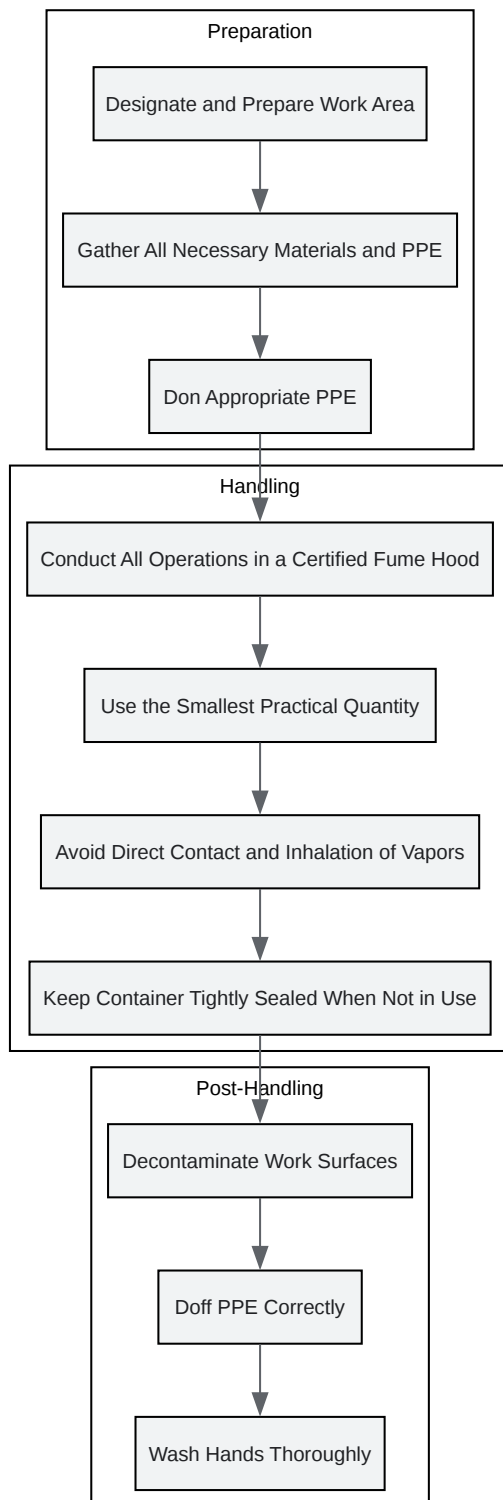 Preparation
Designate and Prepare Work Area
Gather All Necessary Materials and PPE
Don Appropriate PPE
Handling
Conduct All Operations in a Certified Fume Hood
Use the Smallest Practical Quantity
Avoid Direct Contact and Inhalation of Vapors
Keep Container Tightly Sealed When Not in Use
Post-Handling
Decontaminate Work Surfaces
Doff PPE Correctly
Wash Hands Thoroughly